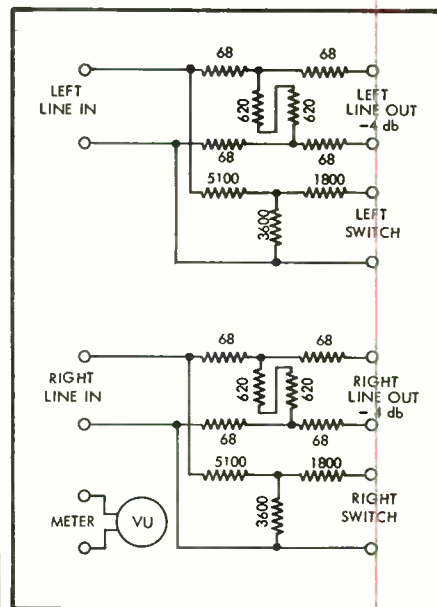 68 68
LEFT
LINE IN
620 620
LEFT
LINE OUT
-4 db
68 68
5100 1800
3600
LEFT
SWITCH
68 68
RIGHT
LINE IN
620 620
RIGHT
LINE OUT
-4 db
68 68
5100 1800
3600
RIGHT
SWITCH
METER VU